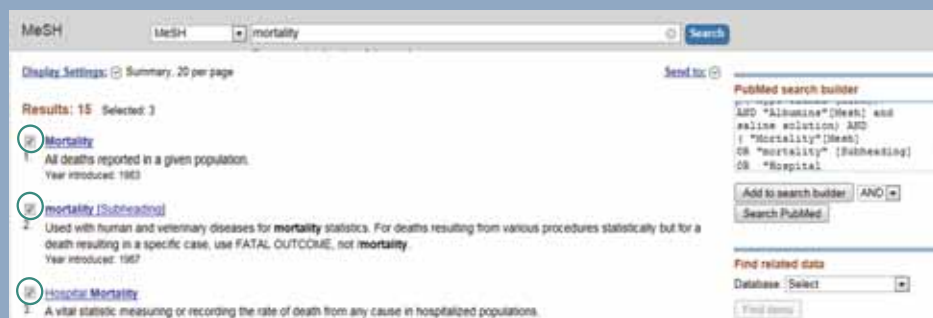 MeSH MeSH mortality Search
Display Settings: Summary, 20 per page Send to:
Results: 15 Selected: 3
Mortality
1. All deaths reported in a given population.
Year introduced: 1963
mortality [Subheading]
2. Used with human and veterinary diseases for mortality statistics. For deaths resulting from various procedures statistically but for a
death resulting in a specific case, use FATAL OUTCOME, not /mortality.
Year introduced: 1967
Hospital Mortality
3. A vital statistic measuring or recording the rate of death from any cause in hospitalized populations.
PubMed search builder
AND "Albumins"[Mesh] and
saline solution) AND
( "Mortality"[Mesh]
OR "mortality" [Subheading]
OR "Hospital
Add to search builder AND
Search PubMed
Find related data
Database: Select
Find items